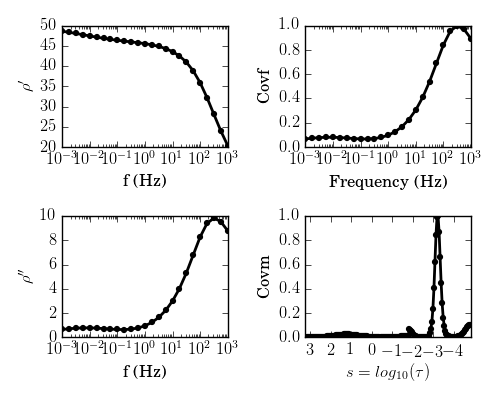 50
45
40
35
30
25
20
ρ′
10⁻³ 10⁻² 10⁻¹ 10⁰ 10¹ 10² 10³
f (Hz)
1.0
0.8
0.6
0.4
0.2
0.0
Covf
10⁻³ 10⁻² 10⁻¹ 10⁰ 10¹ 10² 10³
Frequency (Hz)
10
8
6
4
2
0
ρ″
10⁻³ 10⁻² 10⁻¹ 10⁰ 10¹ 10² 10³
f (Hz)
1.0
0.8
0.6
0.4
0.2
0.0
Covm
3 2 1 0 −1 −2 −3 −4
s = log₁₀(τ)